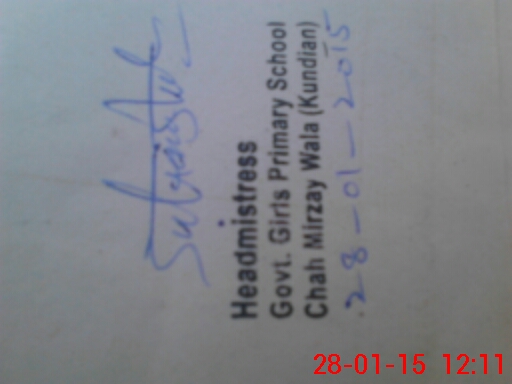 Headmistress
Govt. Girls Primary School
Chah Mirzay Wala (Kundian)
28-01-2015
28-01-15 12:11